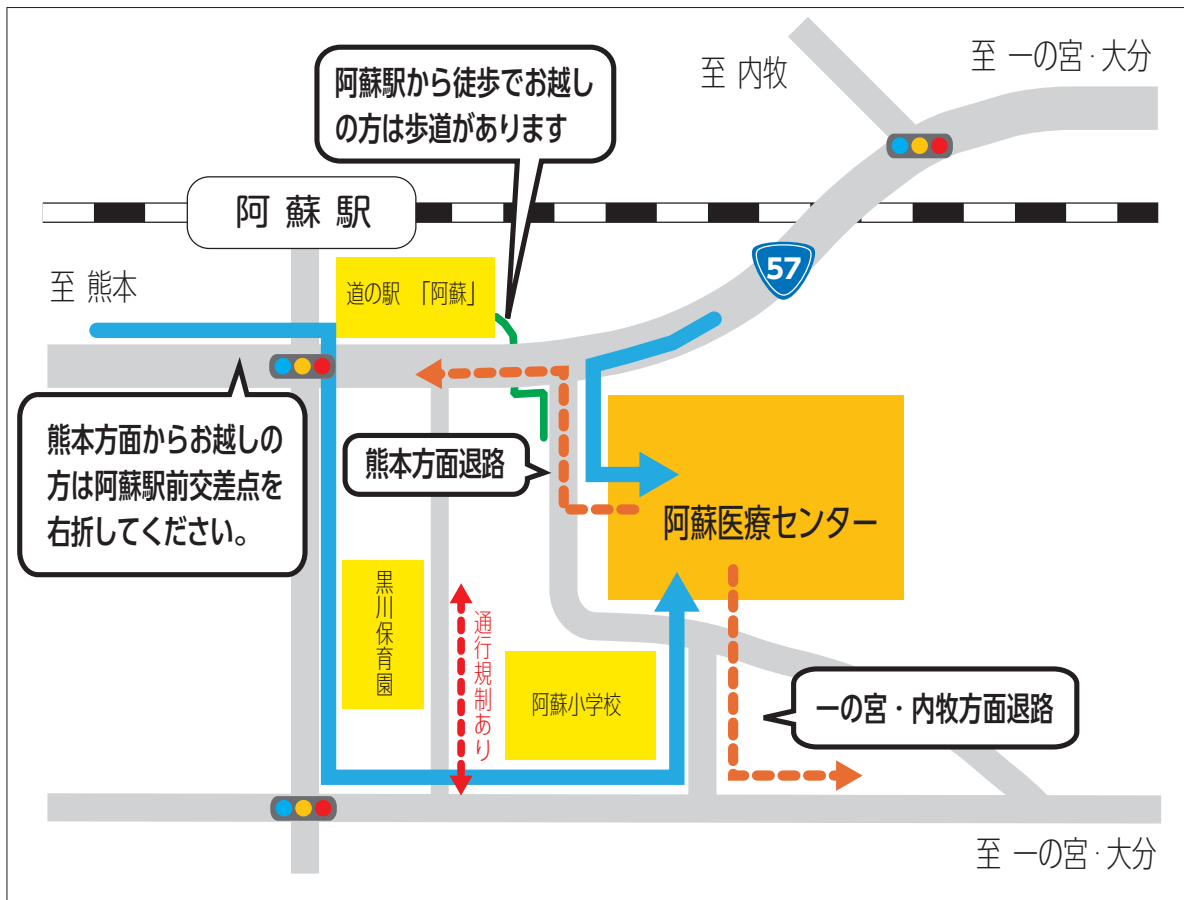 至 一の宮・大分
至 内牧
阿蘇駅から徒歩でお越し
の方は歩道があります
阿蘇駅
57
至 熊本
道の駅 「阿蘇」
熊本方面からお越しの
方は阿蘇駅前交差点を
右折してください。
熊本方面退路
阿蘇医療センター
黒川保育園
通行規制あり
阿蘇小学校
一の宮・内牧方面退路
至 一の宮・大分